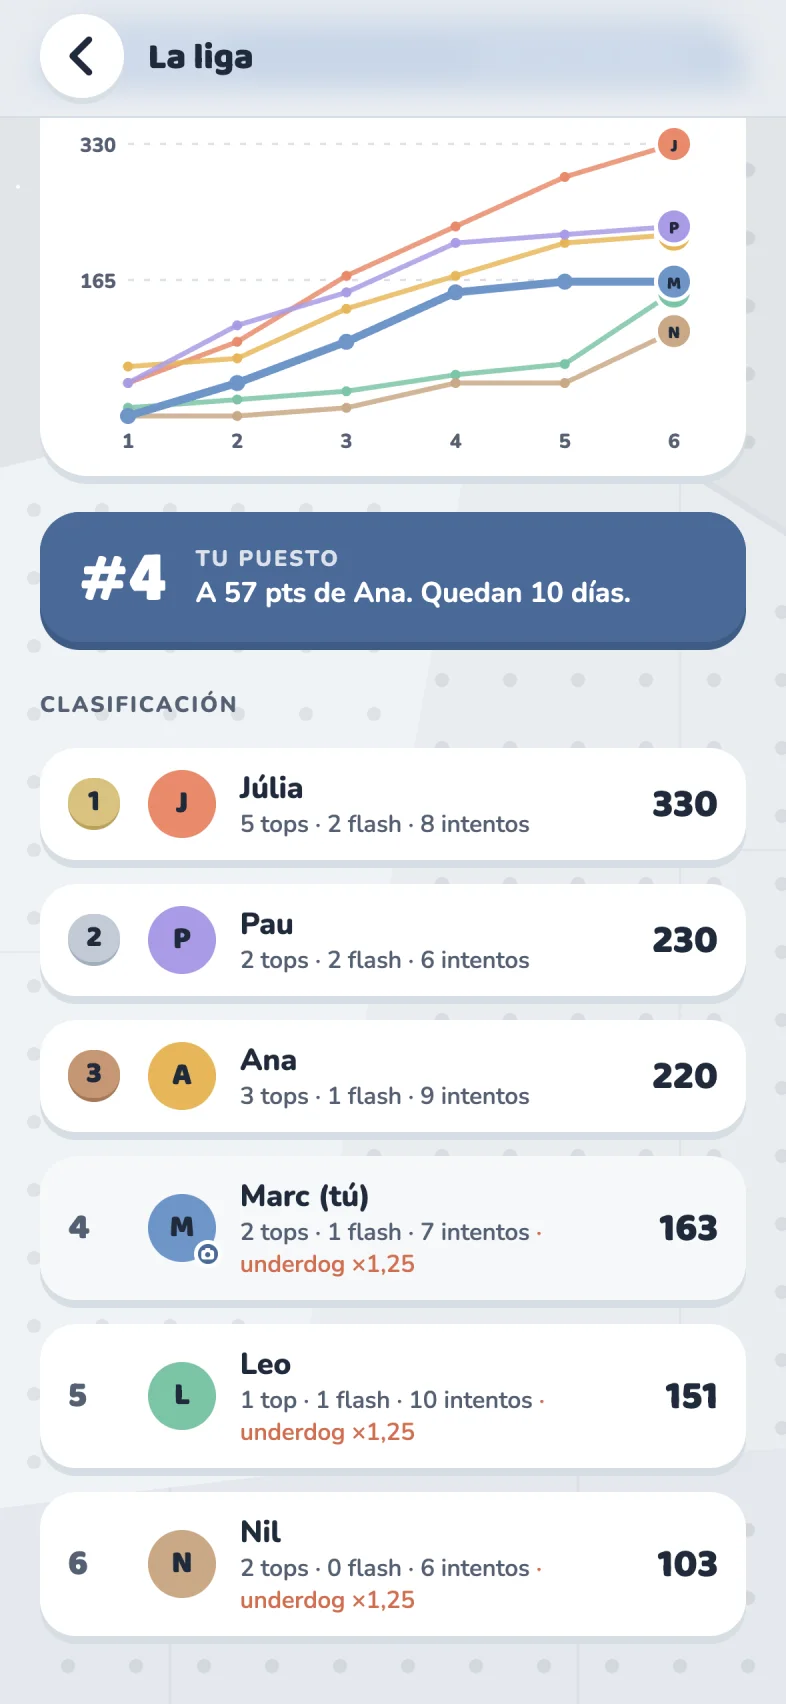 La liga
330
J
P
165
M
N
1 2 3 4 5 6
#4
TU PUESTO
A 57 pts de Ana. Quedan 10 días.
CLASIFICACIÓN
1
J
Júlia
5 tops · 2 flash · 8 intentos
330
2
P
Pau
2 tops · 2 flash · 6 intentos
230
3
A
Ana
3 tops · 1 flash · 9 intentos
220
4
M
Marc (tú)
2 tops · 1 flash · 7 intentos ·
underdog ×1,25
163
5
L
Leo
1 top · 1 flash · 10 intentos ·
underdog ×1,25
151
6
N
Nil
2 tops · 0 flash · 6 intentos ·
underdog ×1,25
103